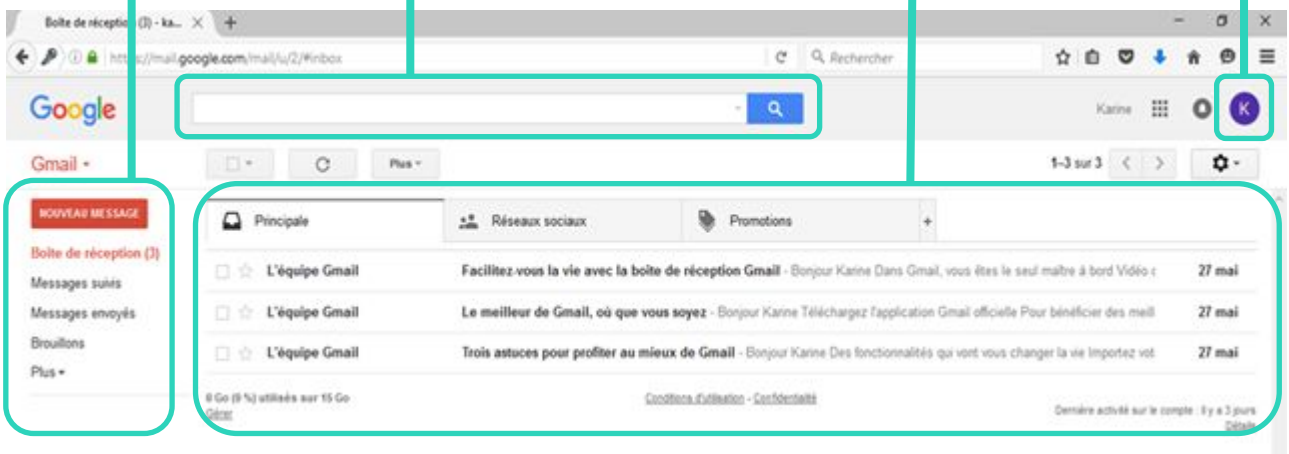 Boîte de réception (3) - ka...
https://mail.google.com/mail/u/2/#inbox
Rechercher
Google
Karine
K
Gmail
Plus
1–3 sur 3
NOUVEAU MESSAGE
Boîte de réception (3)
Messages suivis
Messages envoyés
Brouillons
Plus
Principale
Réseaux sociaux
Promotions
+
L'équipe Gmail Facilitez-vous la vie avec la boîte de réception Gmail - Bonjour Karine Dans Gmail, vous êtes le seul maître à bord Vidéo c 27 mai
L'équipe Gmail Le meilleur de Gmail, où que vous soyez - Bonjour Karine Téléchargez l'application Gmail officielle Pour bénéficier des meill 27 mai
L'équipe Gmail Trois astuces pour profiter au mieux de Gmail - Bonjour Karine Des fonctionnalités qui vont vous changer la vie Importez vot 27 mai
0 Go (0 %) utilisés sur 15 Go
Gérer
Conditions d'utilisation - Confidentialité
Dernière activité sur le compte : Il y a 3 jours
Détails